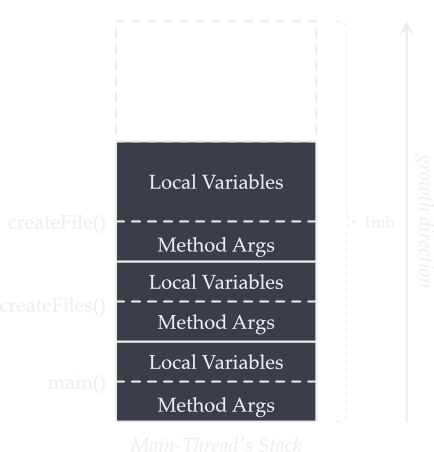 Local Variables
createFile()
Method Args
Local Variables
createFiles()
Method Args
Local Variables
main()
Method Args
1mb
growth direction
Main-Thread's Stack